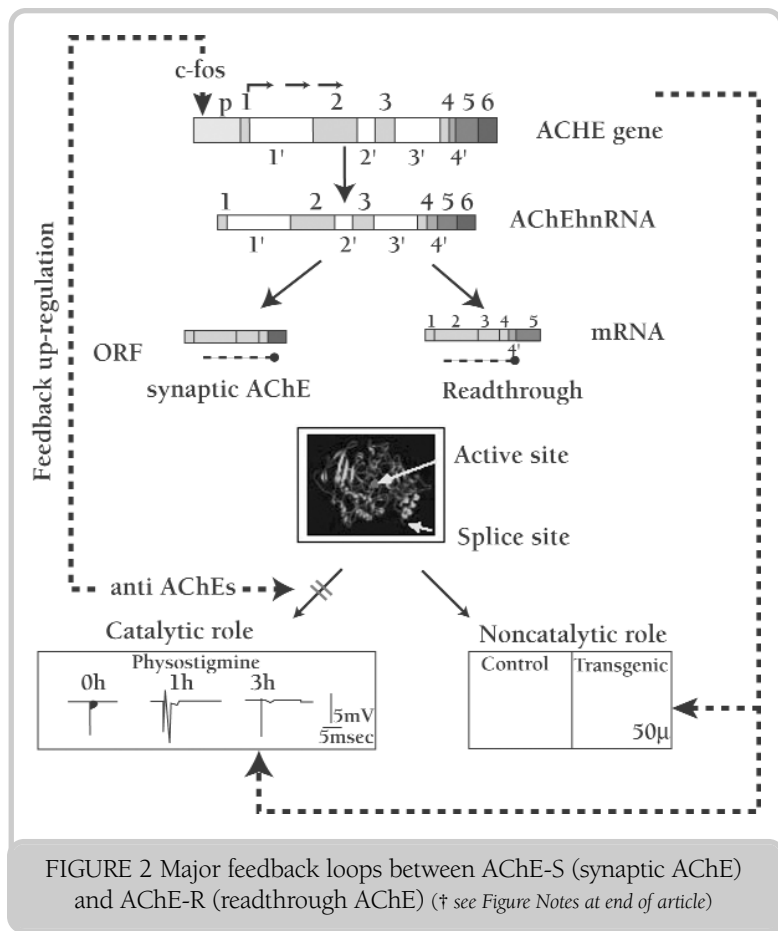 c-fos
p 1 2 3 4 5 6
ACHE gene
1' 2' 3' 4'
1 2 3 4 5 6
AChEhnRNA
1' 2' 3' 4'
Feedback up-regulation
1 2 3 4 5
mRNA
ORF
4'
synaptic AChE
Readthrough
Active site
Splice site
anti AChEs
Catalytic role
Noncatalytic role
Physostigmine
Control
Transgenic
0h 1h 3h
5mV
5msec
50μ
FIGURE 2 Major feedback loops between AChE-S (synaptic AChE)
and AChE-R (readthrough AChE) († see Figure Notes at end of article)